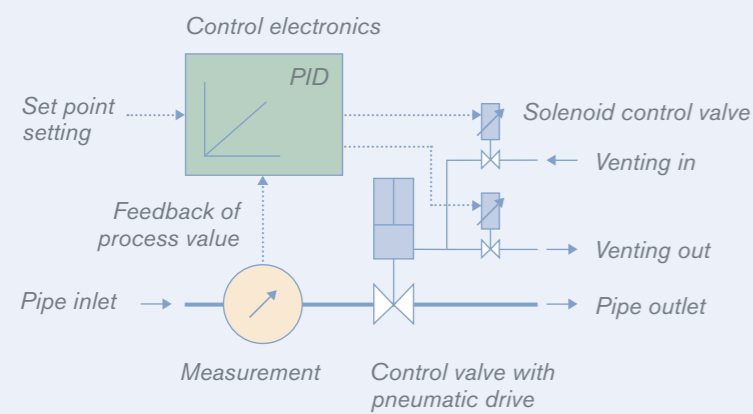 Control electronics
PID
Set point
setting
Solenoid control valve
Venting in
Feedback of
process value
Venting out
Pipe inlet
Pipe outlet
Measurement
Control valve with
pneumatic drive